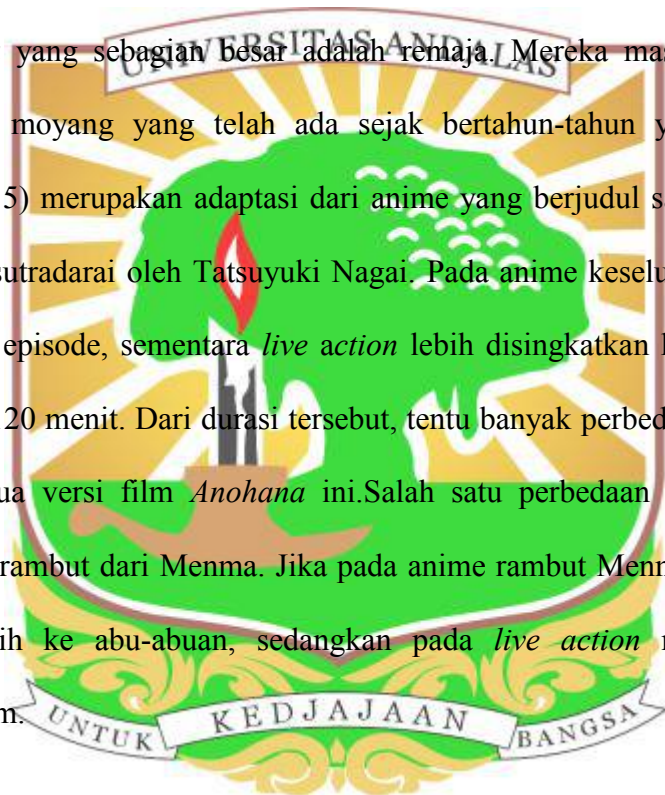 UNIVERSITAS ANDALAS
yang sebagian besar adalah remaja. Mereka mas
moyang yang telah ada sejak bertahun-tahun y
5) merupakan adaptasi dari anime yang berjudul sa
sutradarai oleh Tatsuyuki Nagai. Pada anime keselu
episode, sementara live action lebih disingkatkan l
20 menit. Dari durasi tersebut, tentu banyak perbed
ua versi film Anohana ini.Salah satu perbedaan
rambut dari Menma. Jika pada anime rambut Menm
ih ke abu-abuan, sedangkan pada live action r
m.
UNTUK KEDJAJAAN BANGSA